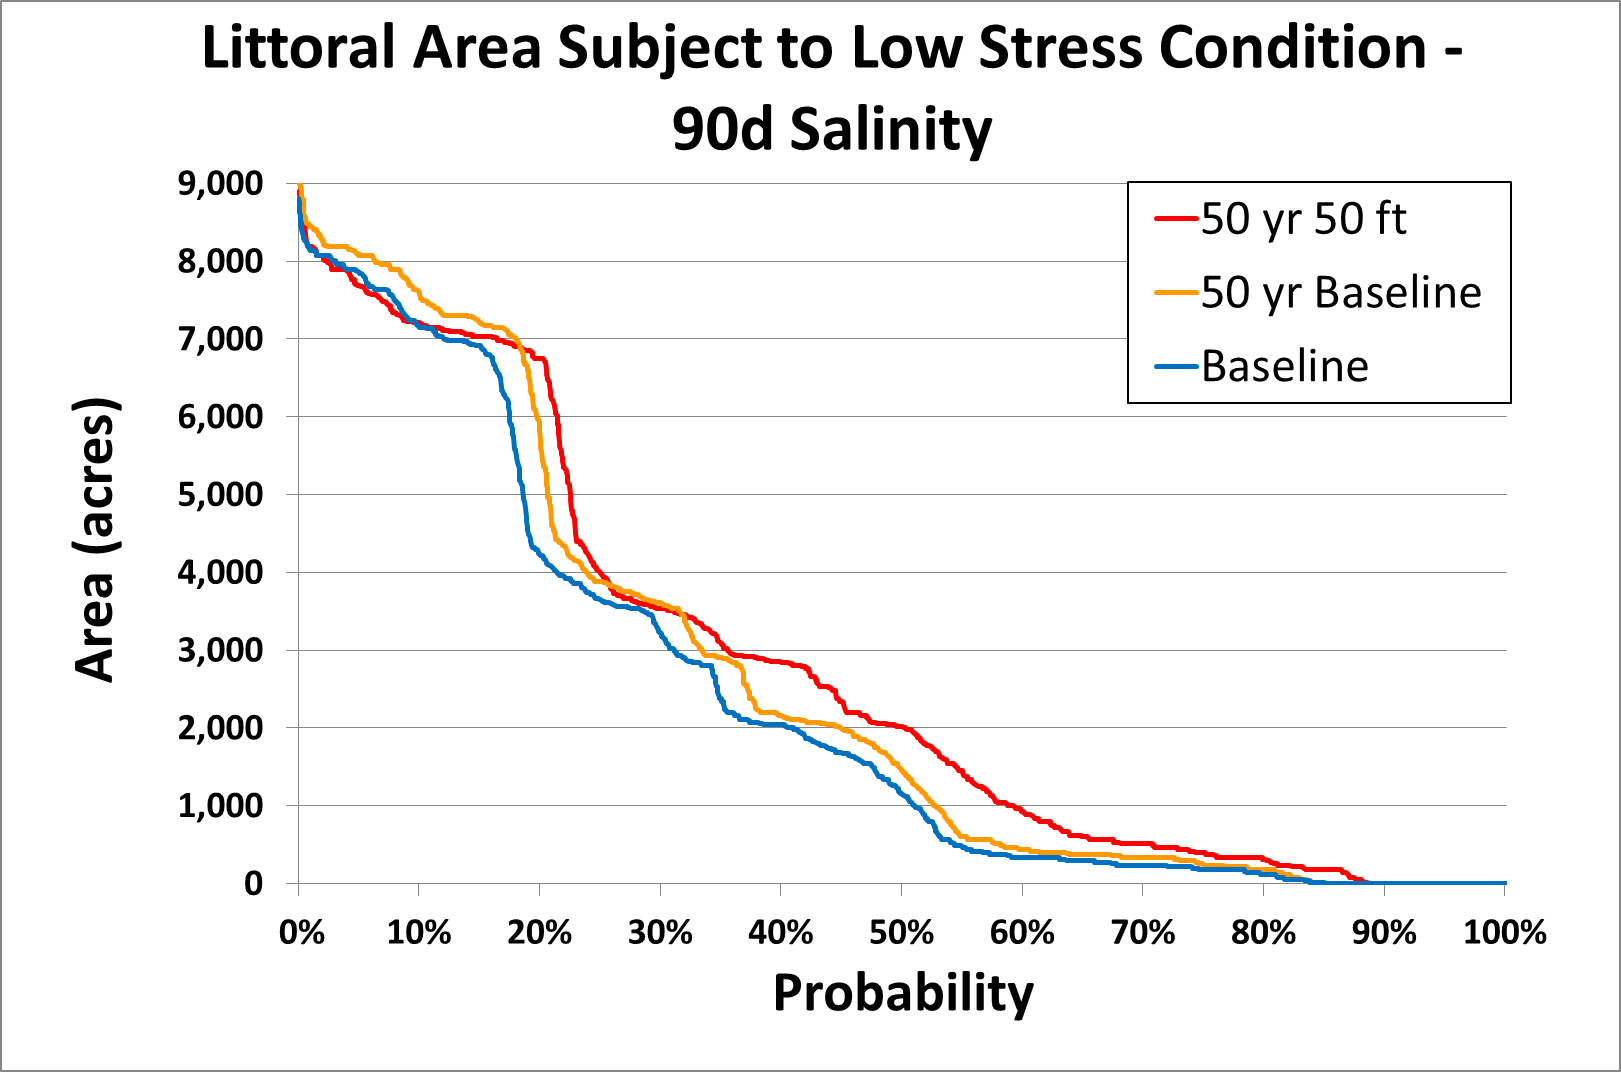 Littoral Area Subject to Low Stress Condition -
90d Salinity
9,000
8,000
7,000
6,000
5,000
4,000
3,000
2,000
1,000
0
Area (acres)
50 yr 50 ft
50 yr Baseline
Baseline
0% 10% 20% 30% 40% 50% 60% 70% 80% 90% 100%
Probability